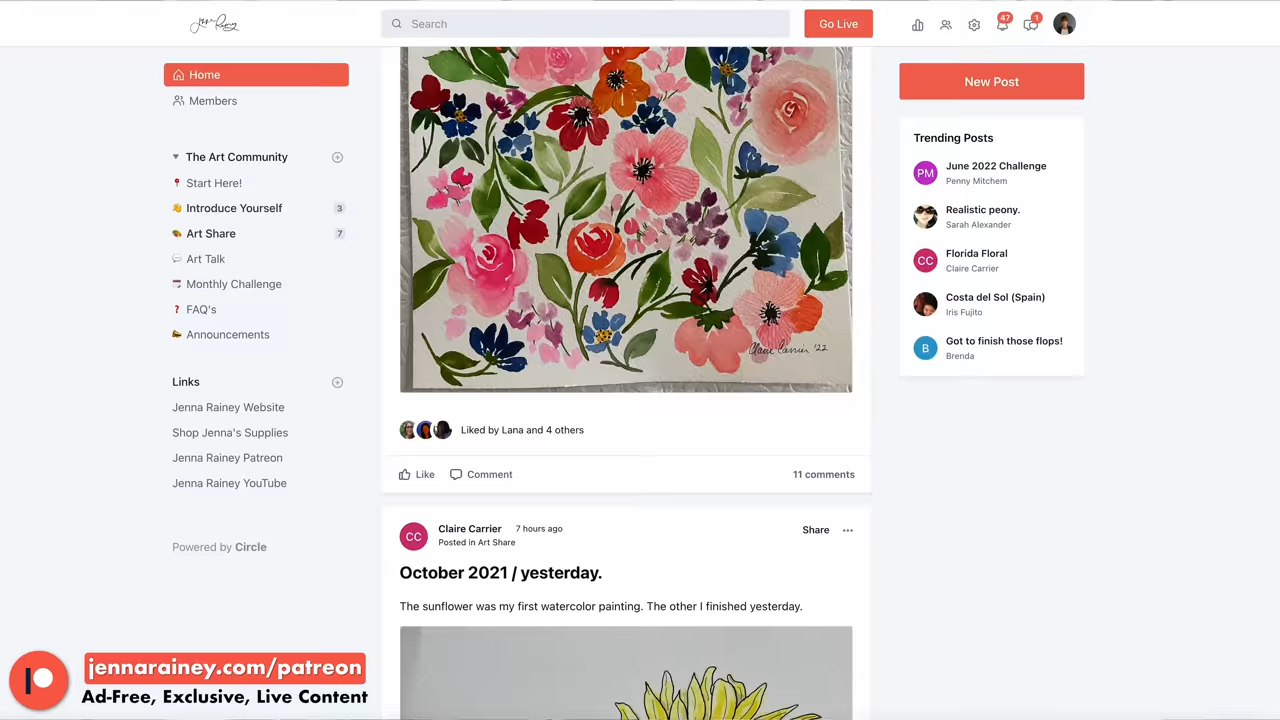 Jenna Rainey
Search
Go Live
47
1
Home
Members
The Art Community
Start Here!
Introduce Yourself 3
Art Share 7
Art Talk
Monthly Challenge
FAQ's
Announcements
Links
Jenna Rainey Website
Shop Jenna's Supplies
Jenna Rainey Patreon
Jenna Rainey YouTube
Powered by Circle
Claire Carrier '22
Liked by Lana and 4 others
Like
Comment
11 comments
CC
Claire Carrier 7 hours ago
Posted in Art Share
Share
October 2021 / yesterday.
The sunflower was my first watercolor painting. The other I finished yesterday.
New Post
Trending Posts
PM
June 2022 Challenge
Penny Mitchem
Realistic peony.
Sarah Alexander
CC
Florida Floral
Claire Carrier
Costa del Sol (Spain)
Iris Fujito
B
Got to finish those flops!
Brenda
jennarainey.com/patreon
Ad-Free, Exclusive, Live Content